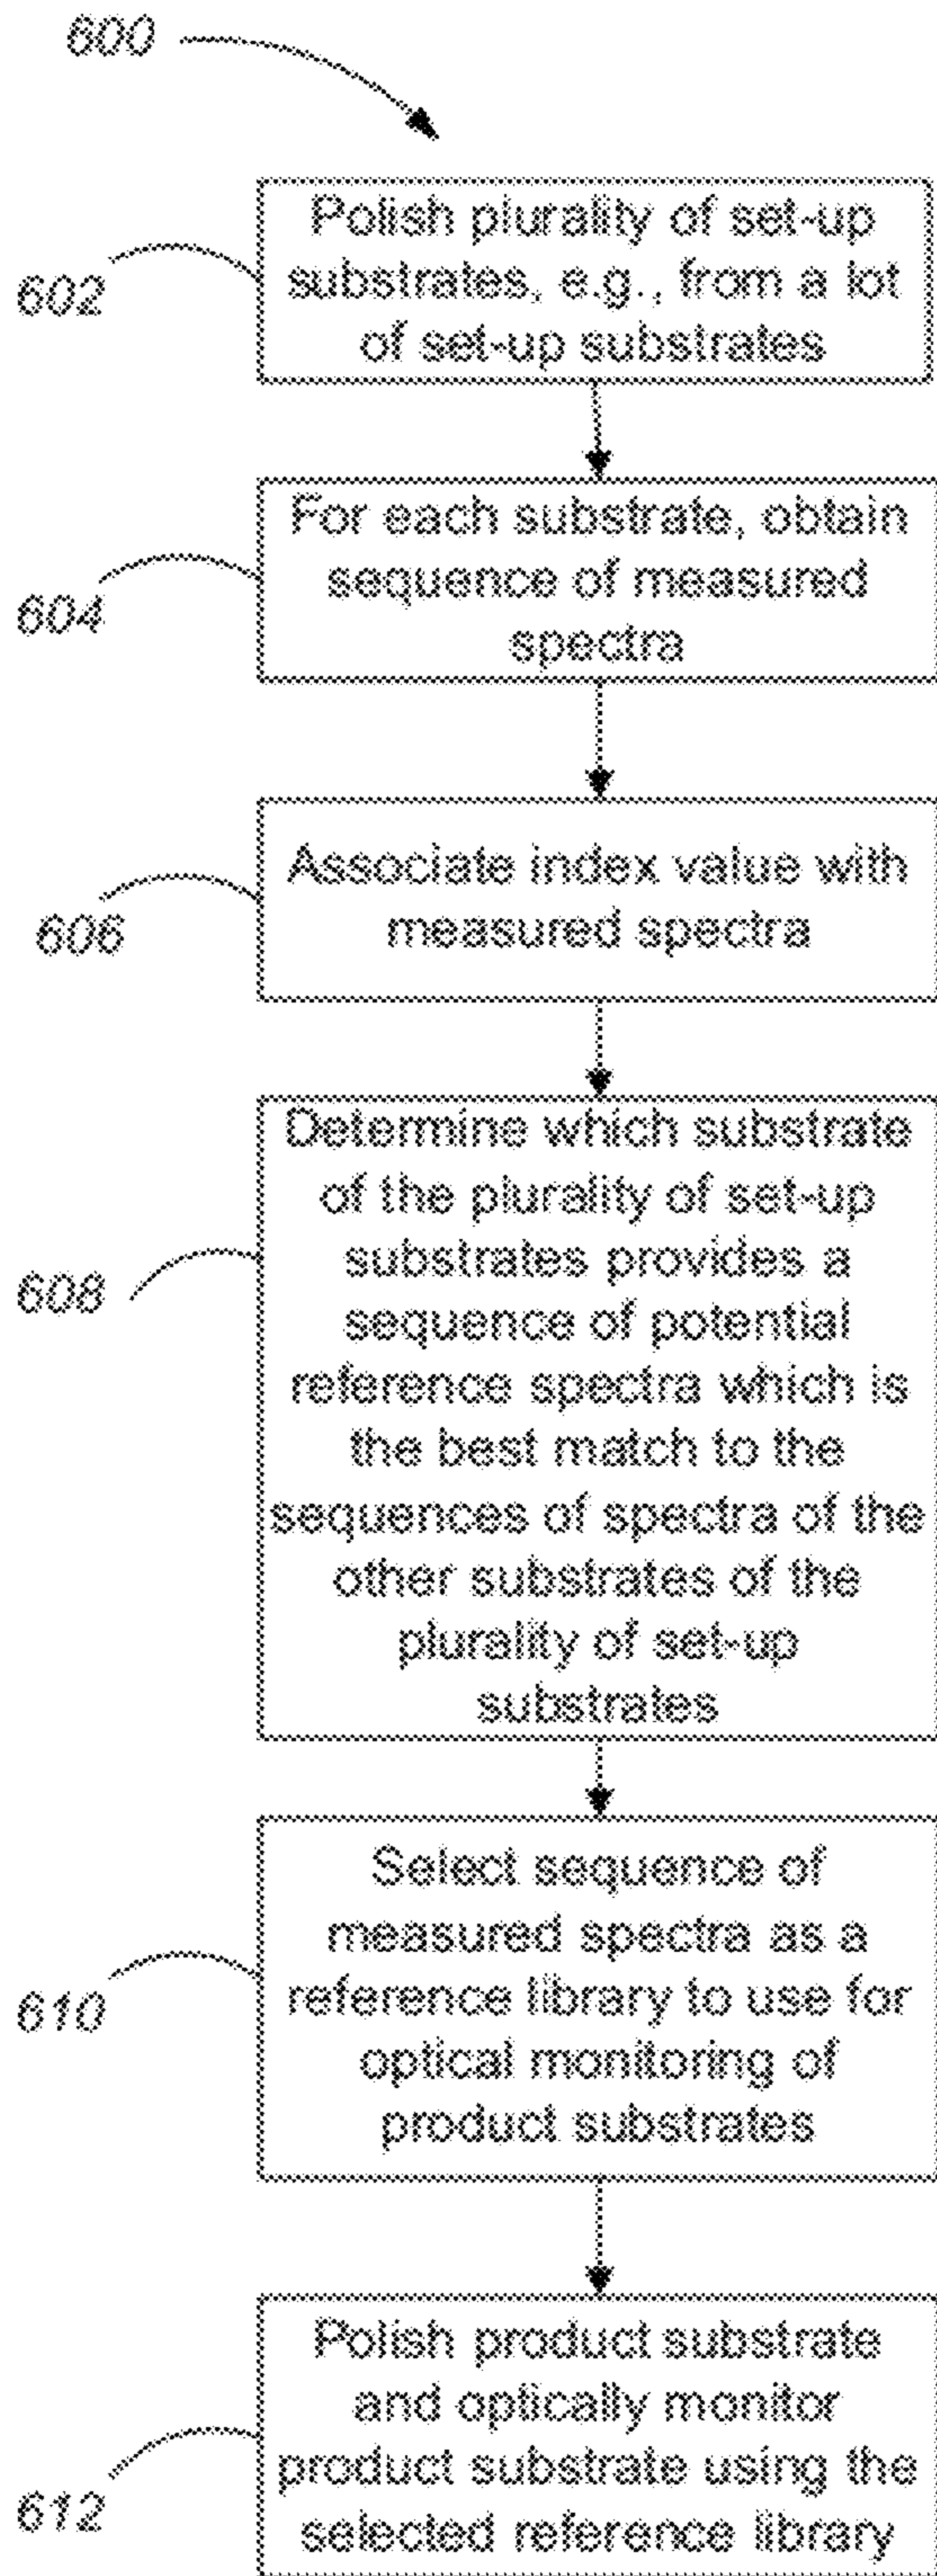 600
Polish plurality of set-up
substrates, e.g., from a lot
of set-up substrates
602
For each substrate, obtain
sequence of measured
spectra
604
Associate index value with
measured spectra
606
Determine which substrate
of the plurality of set-up
substrates provides a
sequence of potential
reference spectra which is
the best match to the
sequences of spectra of the
other substrates of the
plurality of set-up
substrates
608
Select sequence of
measured spectra as a
reference library to use for
optical monitoring of
product substrates
610
Polish product substrate
and optically monitor
product substrate using the
selected reference library
612